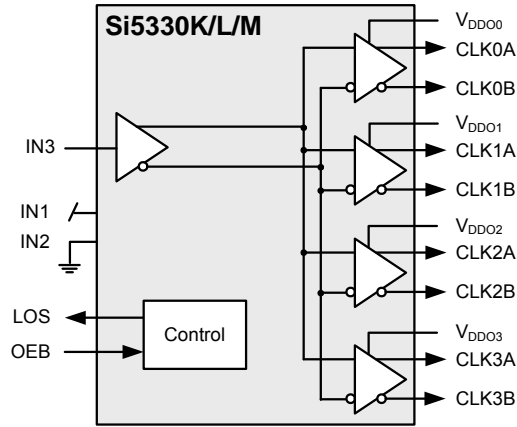 Si5330K/L/M
IN3
IN1
IN2
LOS
OEB
Control
VDDO0
CLK0A
CLK0B
VDDO1
CLK1A
CLK1B
VDDO2
CLK2A
CLK2B
VDDO3
CLK3A
CLK3B